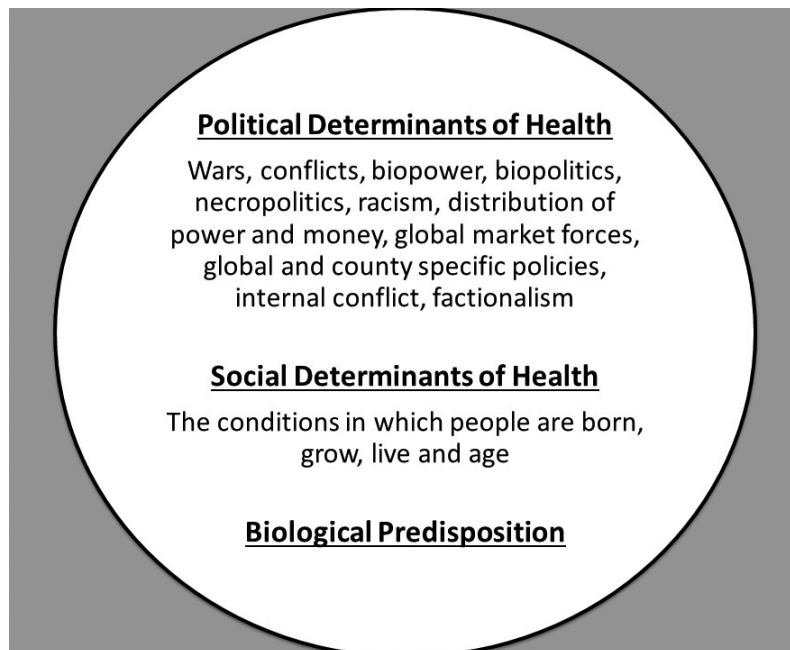 Political Determinants of Health
Wars, conflicts, biopower, biopolitics,
necropolitics, racism, distribution of
power and money, global market forces,
global and county specific policies,
internal conflict, factionalism
Social Determinants of Health
The conditions in which people are born,
grow, live and age
Biological Predisposition